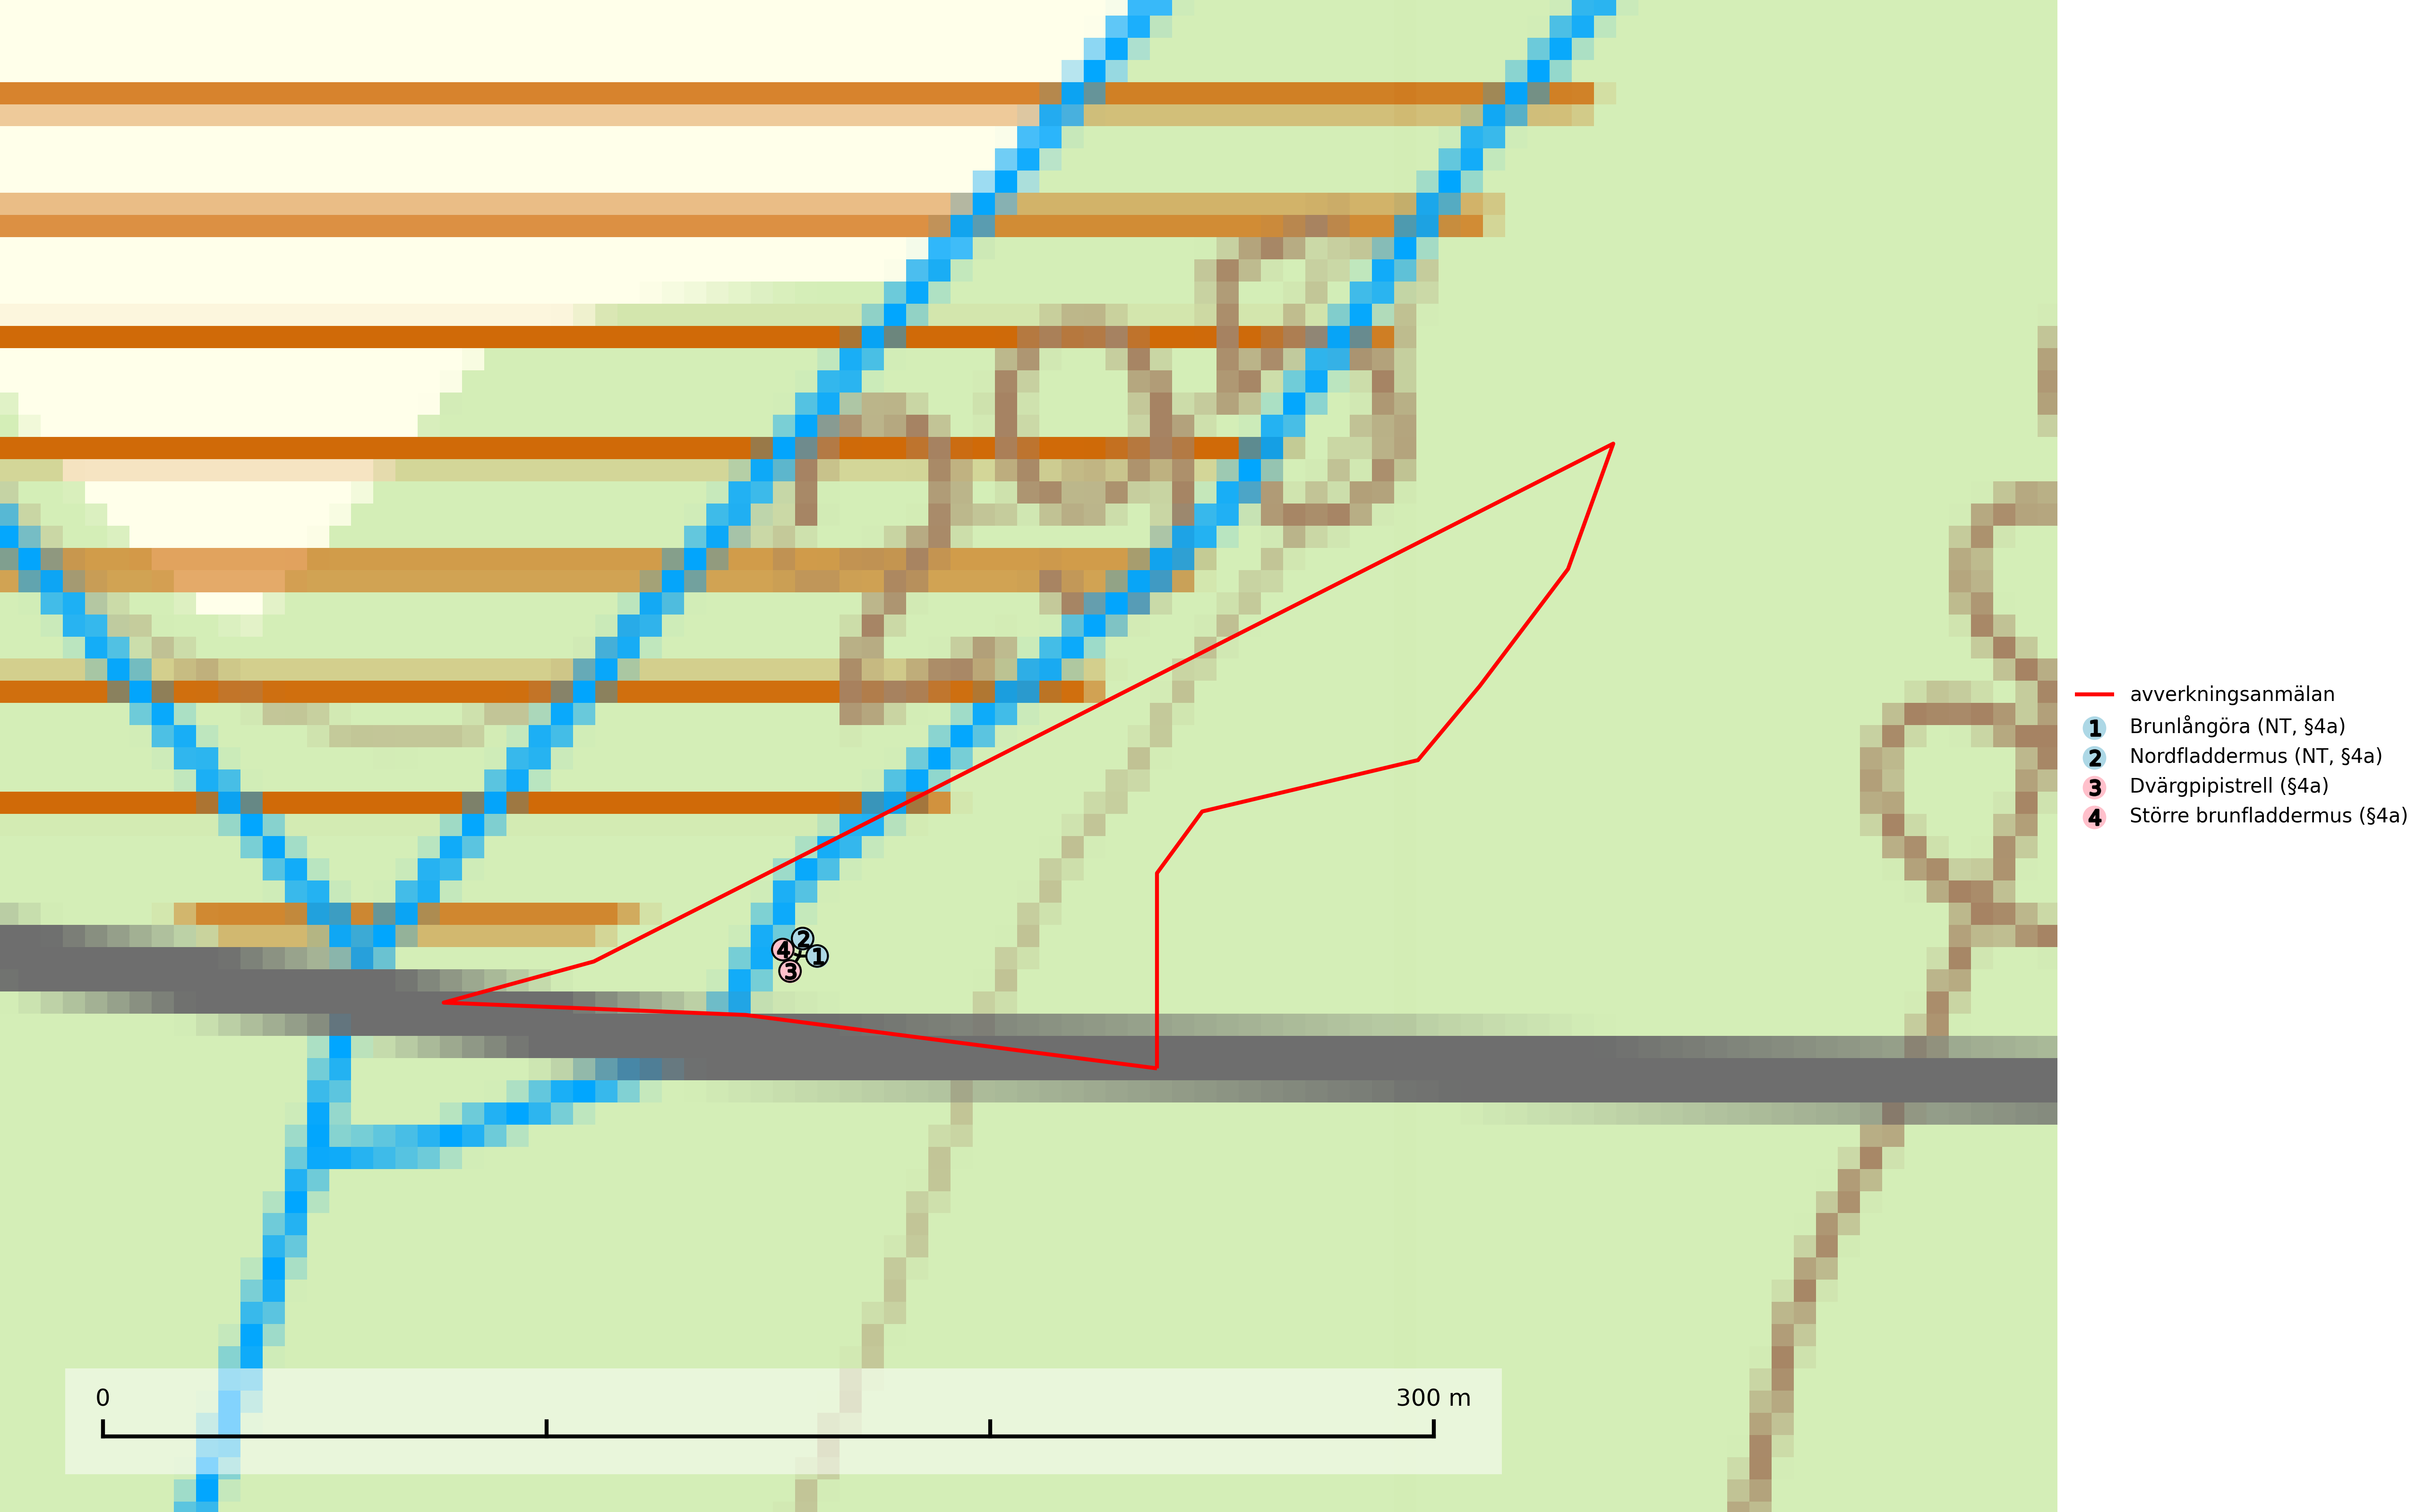 avverkningsanmälan
1 Brunlångöra (NT, §4a)
2 Nordfladdermus (NT, §4a)
3 Dvärgpipistrell (§4a)
4 Större brunfladdermus (§4a)
2
4
1
3
0 300 m